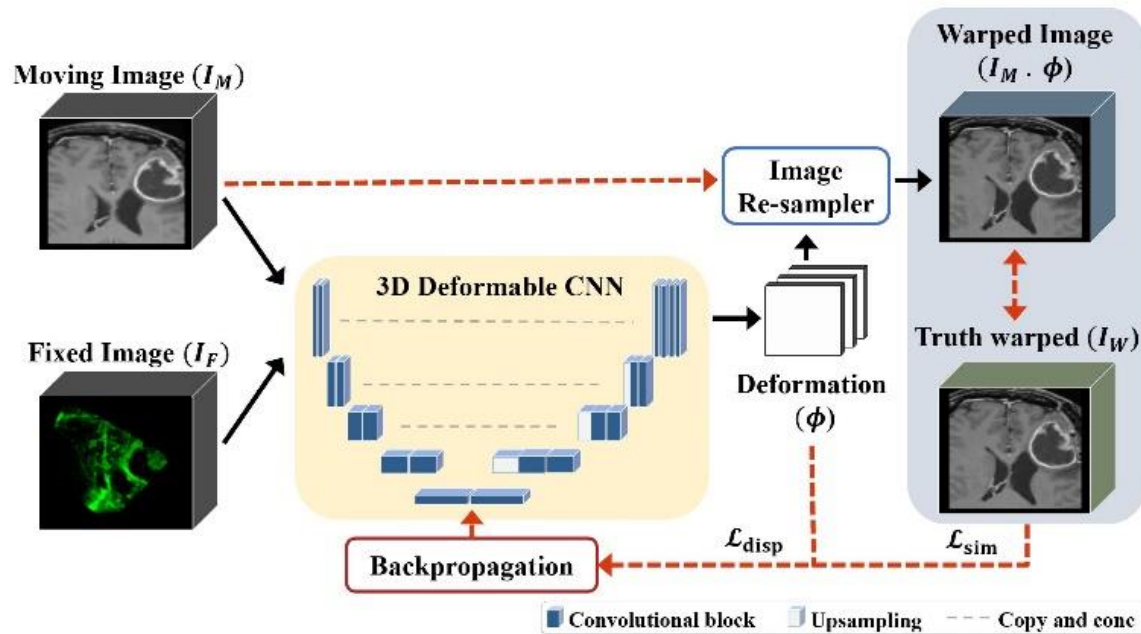 Moving Image (I_M)
Fixed Image (I_F)
3D Deformable CNN
Backpropagation
Image
Re-sampler
Deformation
(ϕ)
Warped Image
(I_M . ϕ)
Truth warped (I_W)
ℒ_disp
ℒ_sim
Convolutional block
Upsampling
Copy and conc